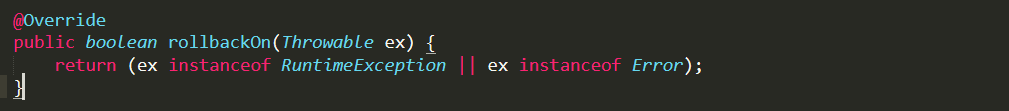 @Override
public boolean rollbackOn(Throwable ex) {
    return (ex instanceof RuntimeException || ex instanceof Error);
}